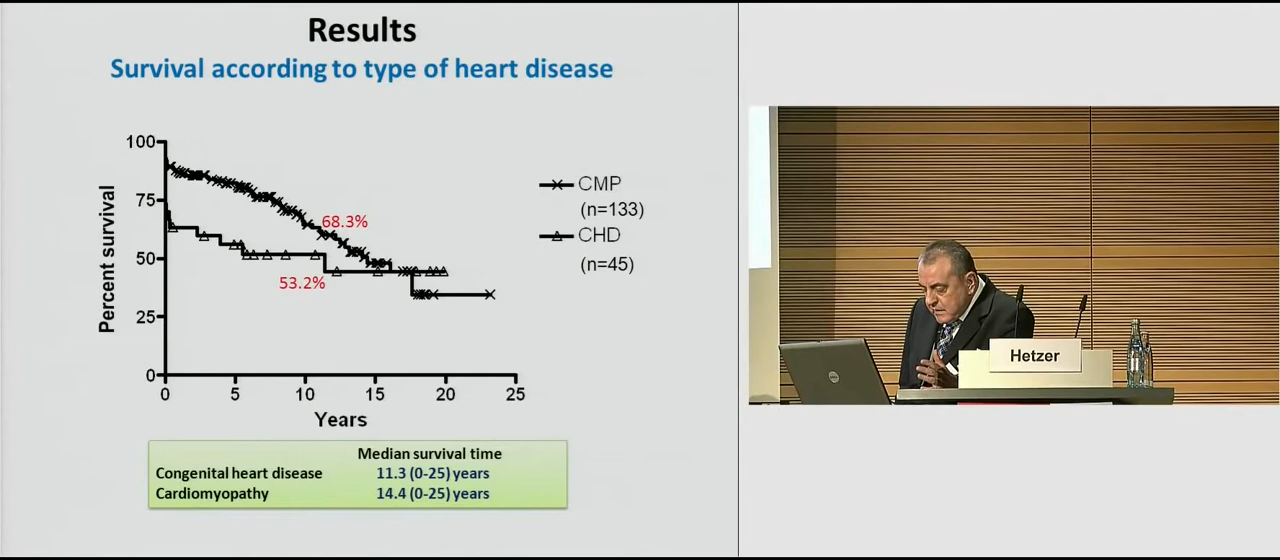 Results
Survival according to type of heart disease
Percent survival
100
75
50
25
0
68.3%
53.2%
CMP
(n=133)
CHD
(n=45)
0 5 10 15 20 25
Years
Median survival time
Congenital heart disease 11.3 (0-25) years
Cardiomyopathy 14.4 (0-25) years
Hetzer